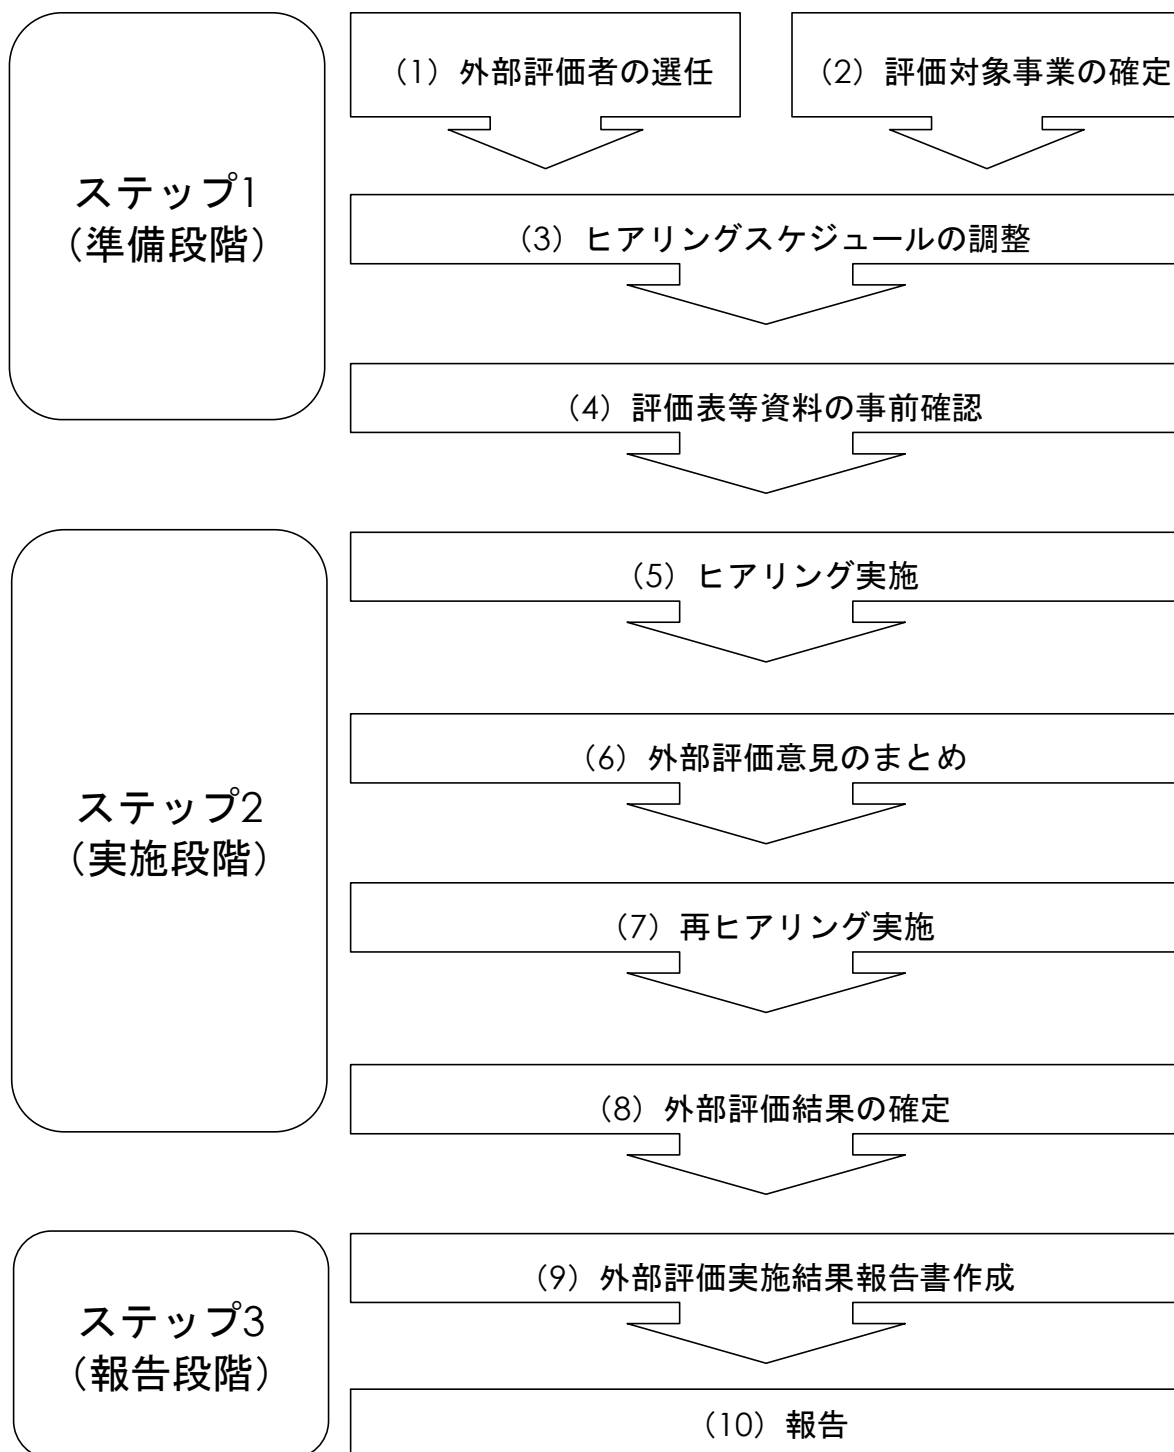 ステップ1
（準備段階）
（1）外部評価者の選任
（2）評価対象事業の確定
（3）ヒアリングスケジュールの調整
（4）評価表等資料の事前確認
ステップ2
（実施段階）
（5）ヒアリング実施
（6）外部評価意見のまとめ
（7）再ヒアリング実施
（8）外部評価結果の確定
ステップ3
（報告段階）
（9）外部評価実施結果報告書作成
（10）報告